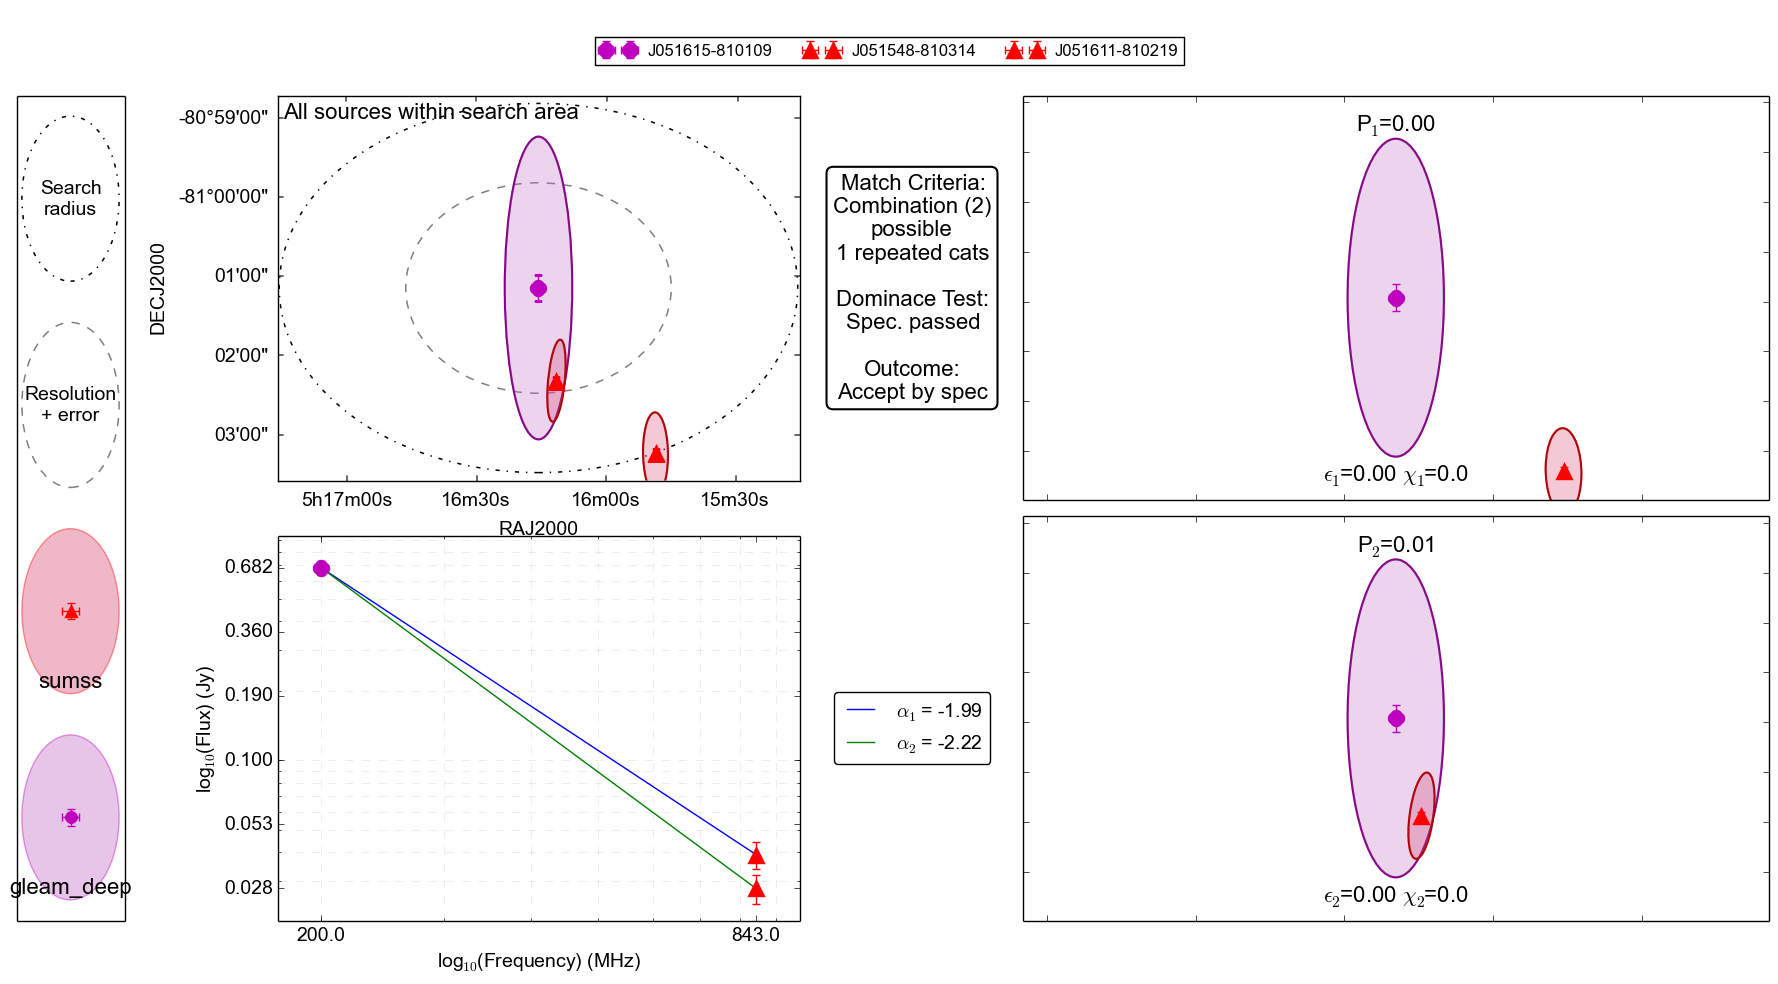 J051615-810109 J051548-810314 J051611-810219
Search
radius
Resolution
+ error
sumss
gleam_deep
All sources within search area
DECJ2000
-80°59'00"
-81°00'00"
01'00"
02'00"
03'00"
5h17m00s 16m30s 16m00s 15m30s
RAJ2000
Match Criteria:
Combination (2)
possible
1 repeated cats
Dominace Test:
Spec. passed
Outcome:
Accept by spec
P₁=0.00
ϵ₁=0.00 χ₁=0.0
log₁₀(Flux) (Jy)
0.682
0.360
0.190
0.100
0.053
0.028
200.0 843.0
log₁₀(Frequency) (MHz)
α₁ = -1.99
α₂ = -2.22
P₂=0.01
ϵ₂=0.00 χ₂=0.0